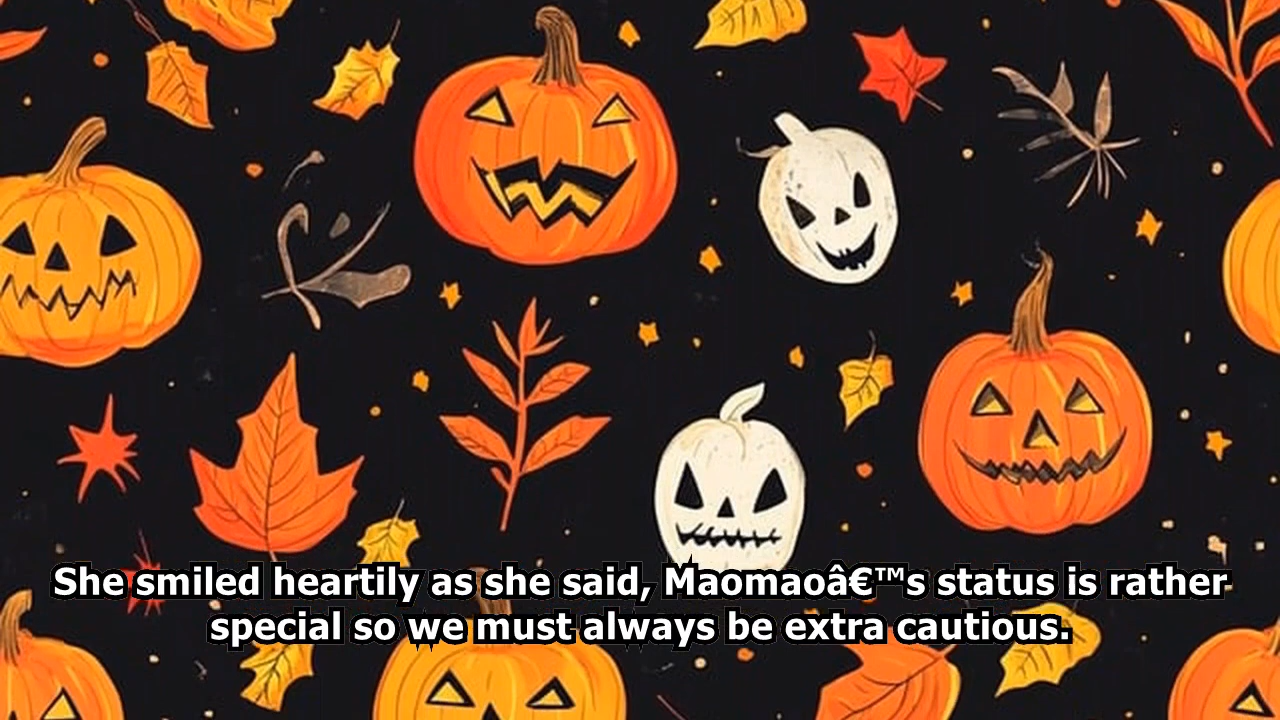 She smiled heartily as she said, Maomaoâ€™s status is rather
special so we must always be extra cautious.